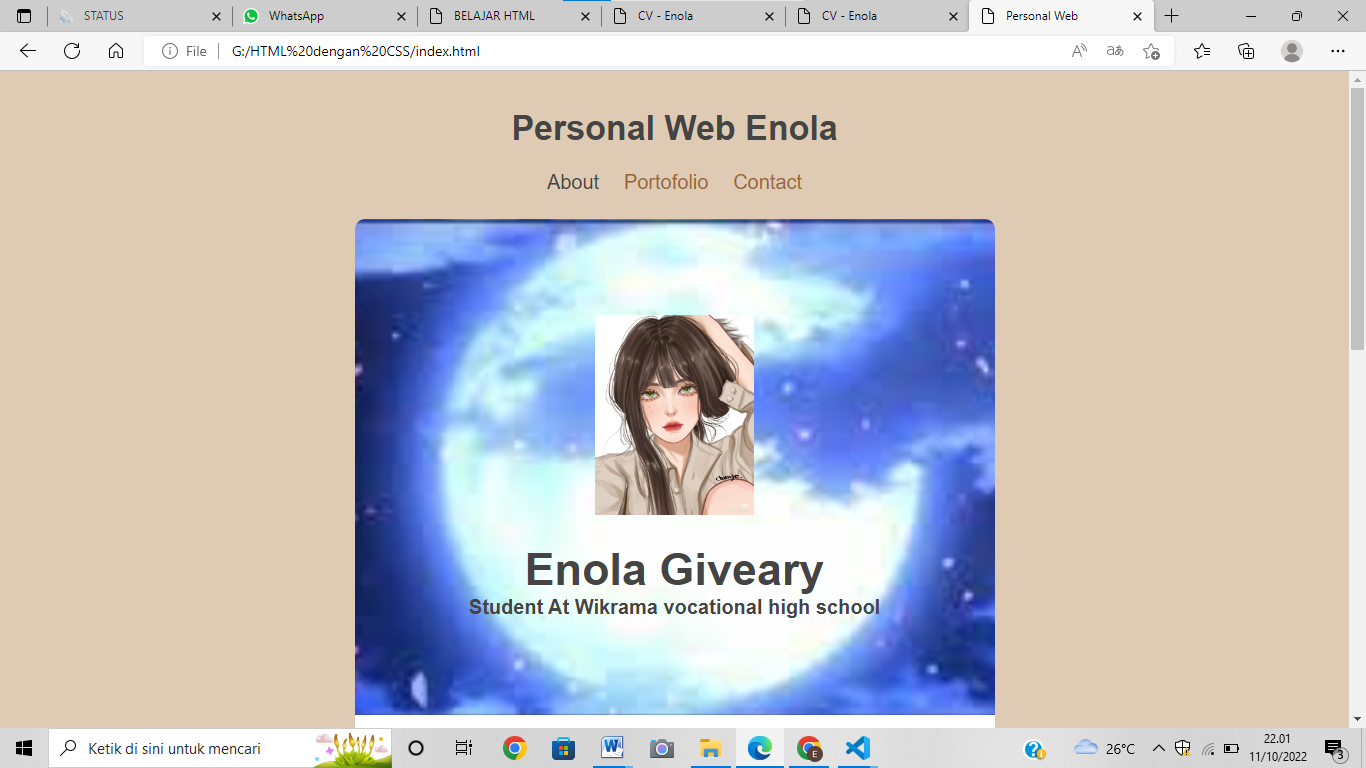 STATUS
WhatsApp
BELAJAR HTML
CV - Enola
CV - Enola
Personal Web
File
G:/HTML%20dengan%20CSS/index.html
Personal Web Enola
About Portofolio Contact
Enola Giveary
Student At Wikrama vocational high school
Ketik di sini untuk mencari
26°C
22.01
11/10/2022
3